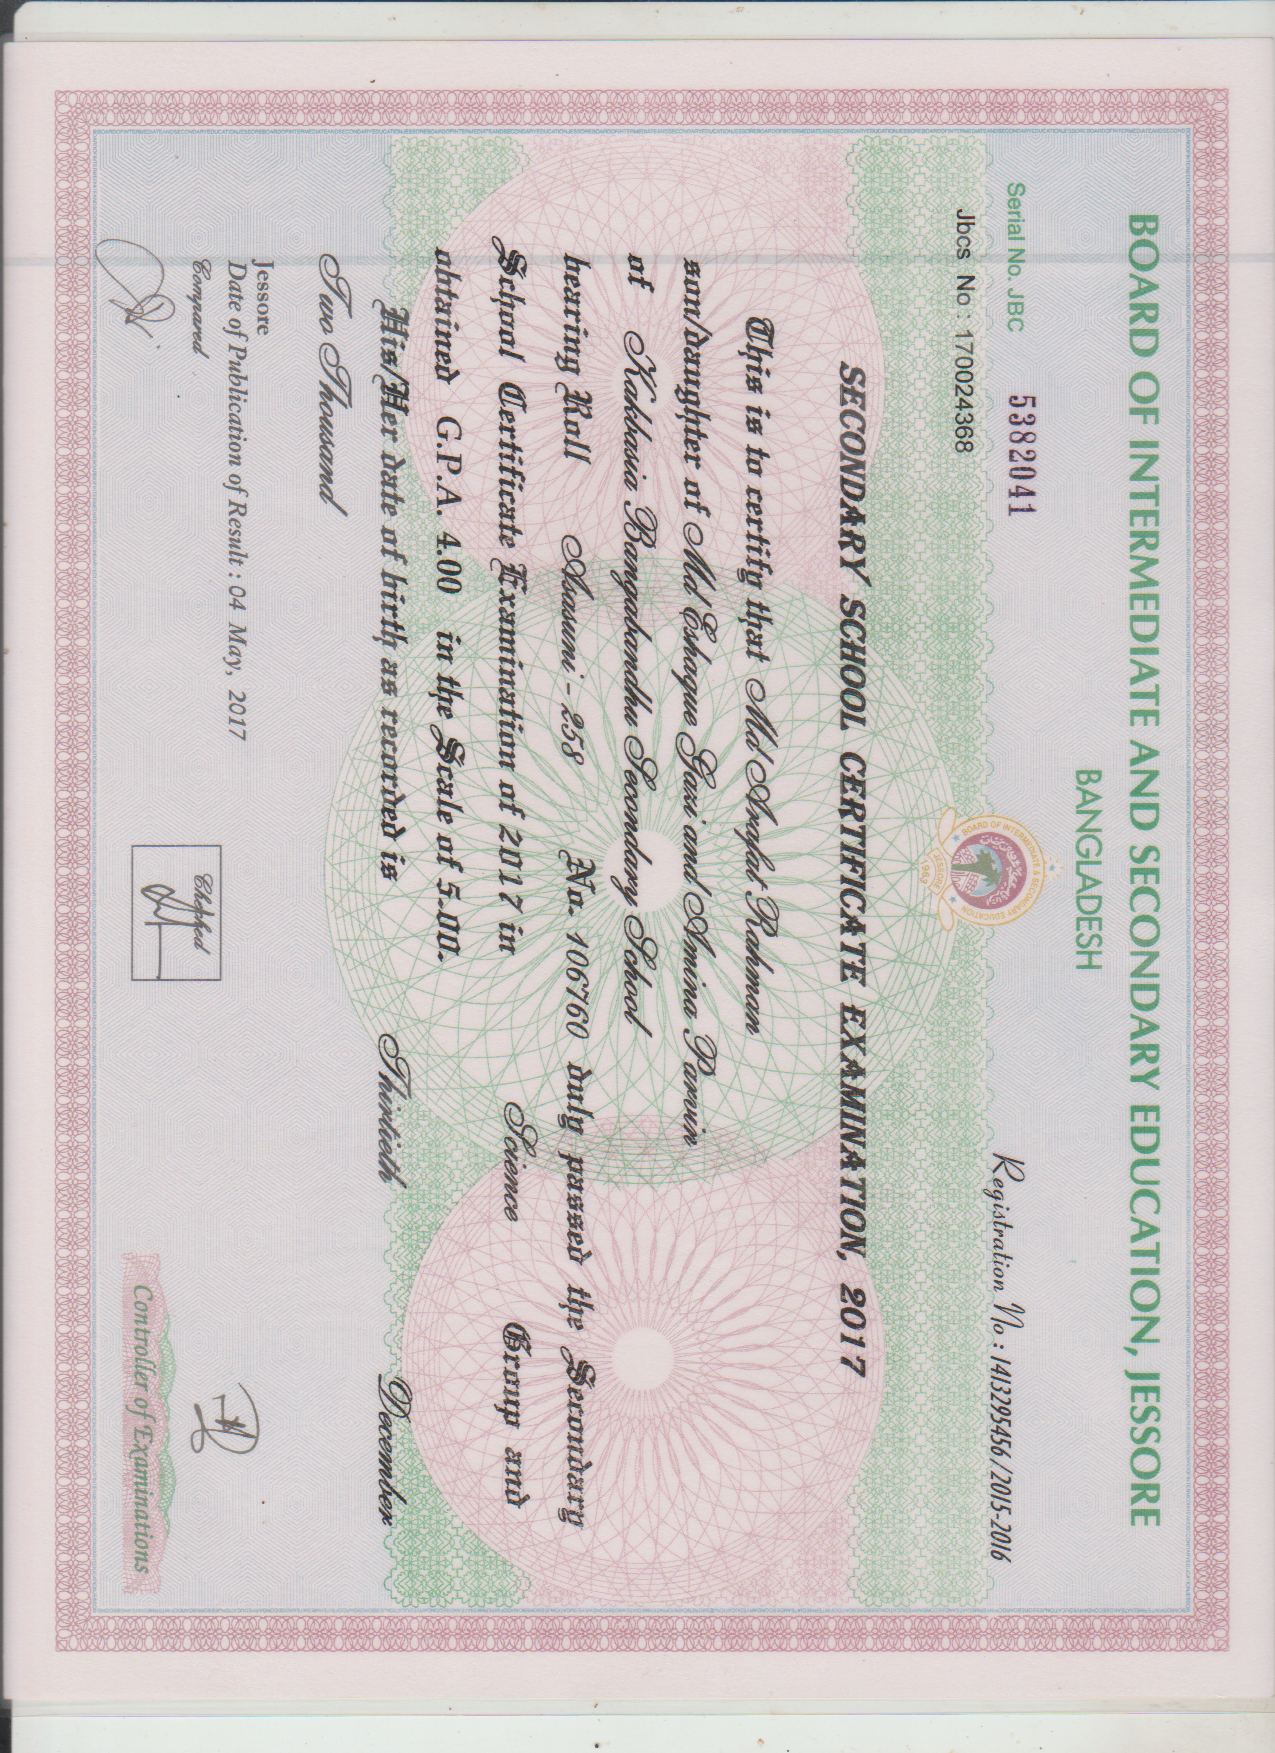 BOARD OF INTERMEDIATE AND SECONDARY EDUCATION, JESSORE
BANGLADESH
Serial No. JBC 5382041
Registration No : 1413295456/2015-2016
Jbcs No : 170024368
BOARD OF INTERMEDIATE & SECONDARY EDUCATION
JESSORE
1963
SECONDARY SCHOOL CERTIFICATE EXAMINATION, 2017
This is to certify that Md Arafat Rahman
son/daughter of Md Eshaque Gazi and Amina Parvin
of Kakbasia Bangabandhu Secondary School
bearing Roll Asasuni - 258 No. 106760 duly passed the Secondary
School Certificate Examination of 2017 in Science Group and
obtained G.P.A. 4.00 in the Scale of 5.00.
His/Her date of birth as recorded is Thirtieth December
Two Thousand
Jessore
Date of Publication of Result : 04 May, 2017
Compared
Checked
Controller of Examinations